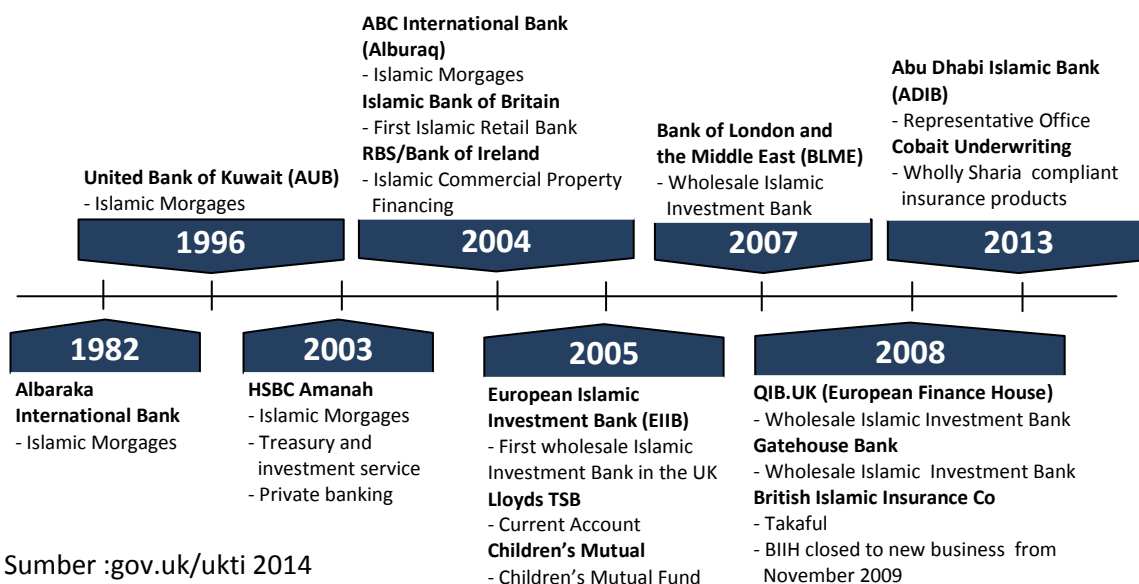 ABC International Bank
(Alburaq)
- Islamic Morgages
Islamic Bank of Britain
- First Islamic Retail Bank
RBS/Bank of Ireland
- Islamic Commercial Property
Financing
Abu Dhabi Islamic Bank
(ADIB)
- Representative Office
Cobait Underwriting
- Wholly Sharia compliant
insurance products
Bank of London and
the Middle East (BLME)
- Wholesale Islamic
Investment Bank
United Bank of Kuwait (AUB)
- Islamic Morgages
1996
2004
2007
2013
1982
2003
2005
2008
Albaraka
International Bank
- Islamic Morgages
HSBC Amanah
- Islamic Morgages
- Treasury and
investment service
- Private banking
European Islamic
Investment Bank (EIIB)
- First wholesale Islamic
Investment Bank in the UK
Lloyds TSB
- Current Account
Children's Mutual
- Children's Mutual Fund
QIB.UK (European Finance House)
- Wholesale Islamic Investment Bank
Gatehouse Bank
- Wholesale Islamic Investment Bank
British Islamic Insurance Co
- Takaful
- BIIH closed to new business from
November 2009
Sumber :gov.uk/ukti 2014